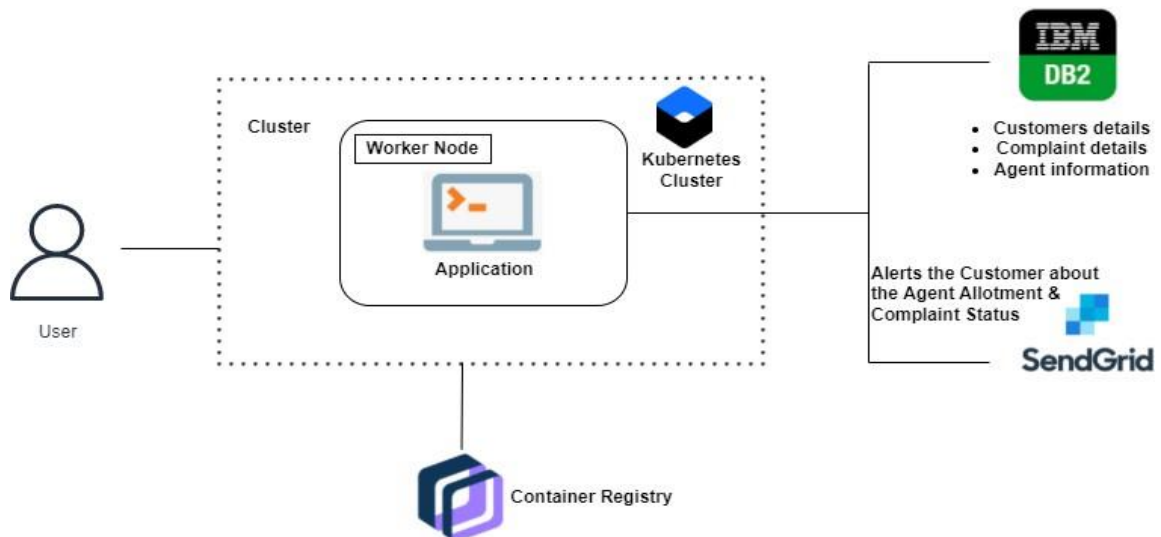 IBM
DB2
Cluster
Worker Node
Kubernetes
Cluster
• Customers details
• Complaint details
• Agent information
Application
User
Alerts the Customer about
the Agent Allotment &
Complaint Status
SendGrid
Container Registry